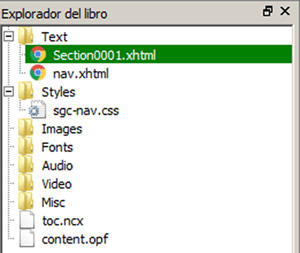 Explorador del libro
Text
Section0001.xhtml
nav.xhtml
Styles
sgc-nav.css
Images
Fonts
Audio
Video
Misc
toc.ncx
content.opf